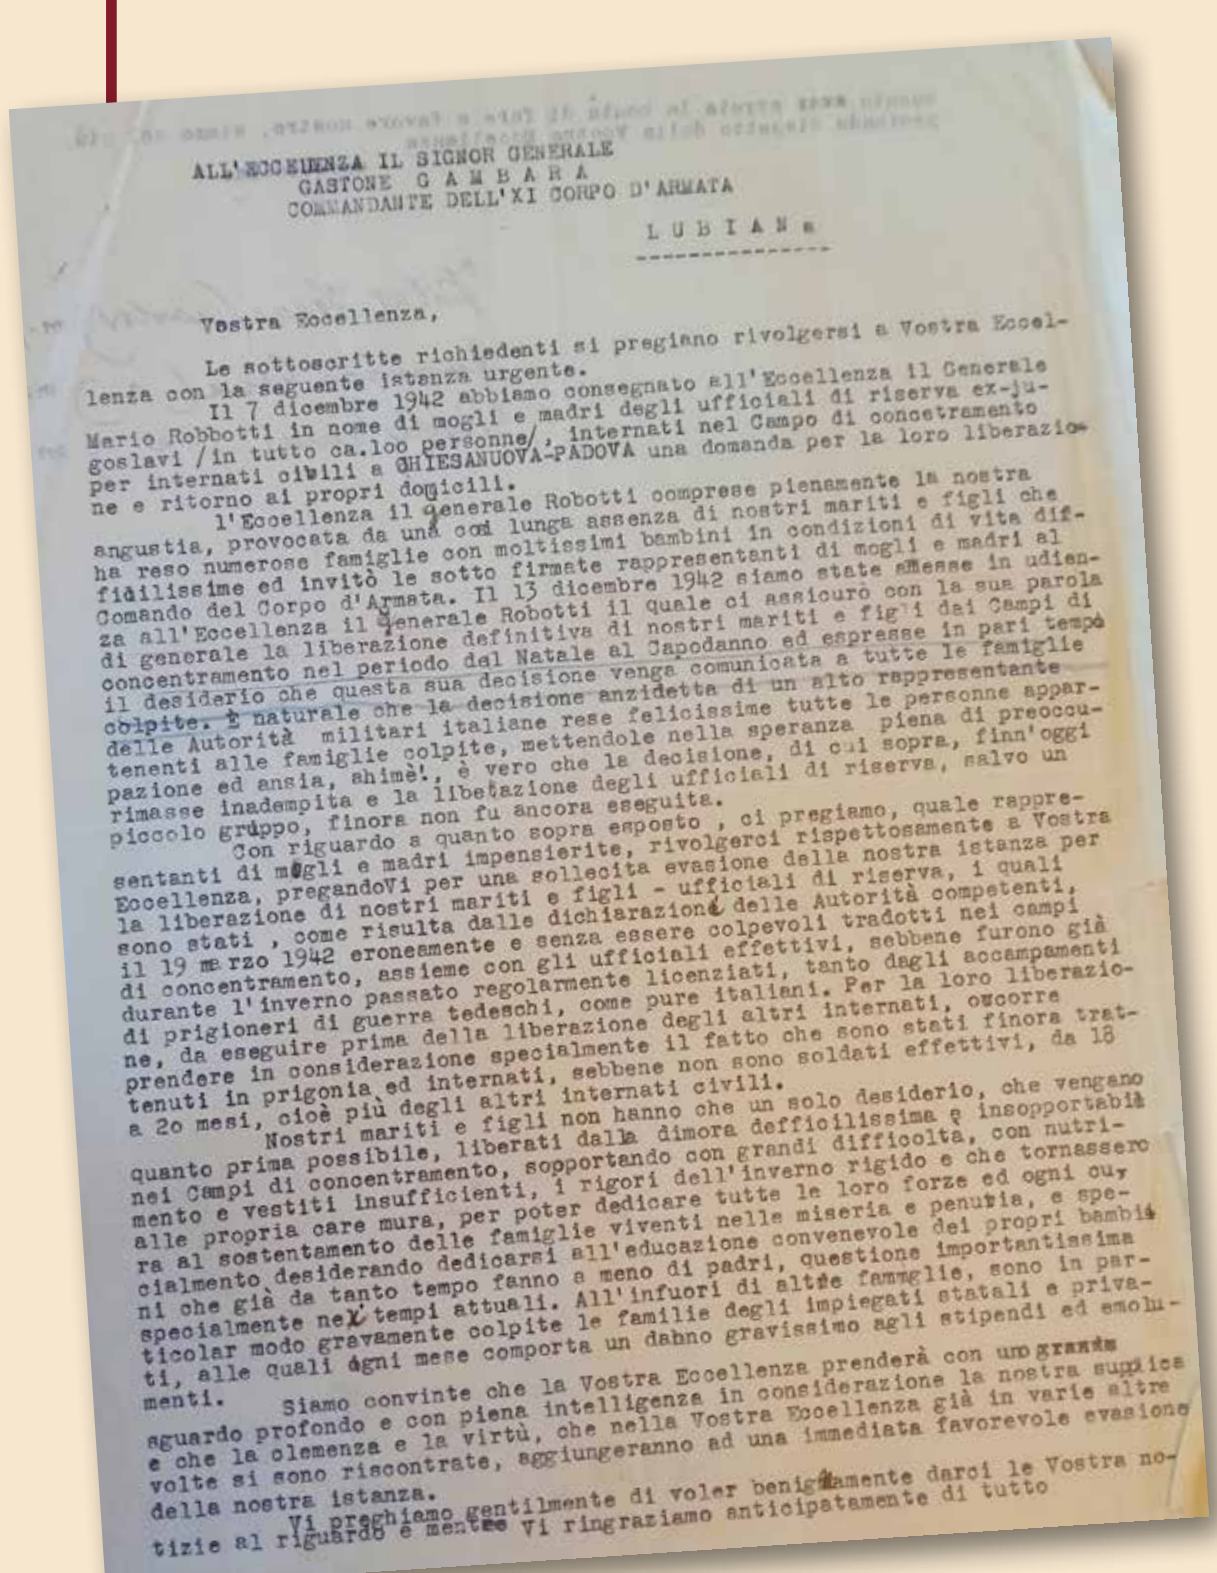 ALL'ECCELLENZA IL SIGNOR GENERALE
GASTONE G A M B A R A
COMMANDANTE DELL'XI CORPO D'ARMATA
L U B I A N a
---------------
Vostra Eccellenza,
Le sottoscritte richiedenti si pregiano rivolgersi a Vostra Eccel-
lenza con la seguente istanza urgente.
Il 7 dicembre 1942 abbiamo consegnato all'Eccellenza il Generale
Mario Robbotti in nome di mogli e madri degli ufficiali di riserva ex-ju-
goslavi /in tutto ca.loo personne/, internati nel Campo di concetramento
per internati civili a CHIESANUOVA-PADOVA una domanda per la loro liberazio-
ne e ritorno ai propri domicili.
l'Eccellenza il generale Robotti comprese pienamente la nostra
angustia, provocata da una cosi lunga assenza di nostri mariti e figli che
ha reso numerose famiglie con moltissimi bambini in condizioni di vita dif-
ficilissime ed invitò le sotto firmate rappresentanti di mogli e madri al
Comando del Corpo d'Armata. Il 13 dicembre 1942 siamo state ammesse in udien-
za all'Eccellenza il generale Robotti il quale ci assicurò con la sua parola
di generale la liberazione definitiva di nostri mariti e figli dai Campi di
concentramento nel periodo dal Natale al Capodanno ed espresse in pari tempo
il desiderio che questa sua decisione venga comunicata a tutte le famiglie
colpite. E naturale che la decisione anzidetta di un alto rappresentante
delle Autorità militari italiane rese felicissime tutte le personne appar-
tenenti alle famiglie colpite, mettendole nella speranza piena di preoccu-
pazione ed ansia, ahimè!, è vero che la decisione, di cui sopra, finn'oggi
rimasse inadempita e la libetazione degli ufficiali di riserva, salvo un
piccolo gruppo, finora non fu ancora eseguita.
Con riguardo a quanto sopra esposto , ci pregiamo, quale rappre-
sentanti di mogli e madri impensierite, rivolgerci rispettosamente a Vostra
Eccellenza, pregandoVi per una sollecita evasione della nostra istanza per
la liberazione di nostri mariti e figli - ufficiali di riserva, i quali
sono stati , come risulta dalle dichiarazioni delle Autorità competenti,
il 19 marzo 1942 eroneamente e senza essere colpevoli tradotti nei campi
di concentramento, assieme con gli ufficiali effettivi, sebbene furono già
durante l'inverno passato regolarmente licenziati, tanto dagli accampamenti
di prigioneri di guerra tedeschi, come pure italiani. Per la loro liberazio-
ne, da eseguire prima della liberazione degli altri internati, occorre
prendere in considerazione specialmente il fatto che sono stati finora trat-
tenuti in prigonia ed internati, sebbene non sono soldati effettivi, da 18
a 2o mesi, cioè più degli altri internati civili.
Nostri mariti e figli non hanno che un solo desiderio, che vengano
quanto prima possibile, liberati dalla dimora defficilissima e insopportabile
nei Campi di concentramento, sopportando con grandi difficoltà, con nutri-
mento e vestiti insufficienti, i rigori dell'inverno rigido e che tornassero
alle propria care mura, per poter dedicare tutte le loro forze ed ogni cu-
ra al sostentamento delle famiglie viventi nelle miseria e penuria, e spe-
cialmento desiderando dedicarsi all'educazione convenevole dei propri bambi-
ni che già da tanto tempo fanno a meno di padri, questione importantissima
specialmente nei tempi attuali. All'infuori di altre famiglie, sono in par-
ticolar modo gravamente colpite le familie degli impiegati statali e priva-
ti, alle quali ogni mese comporta un dabno gravissimo agli stipendi ed emolu-
menti.
Siamo convinte che la Vostra Eccellenza prenderà con uno grande
sguardo profondo e con piena intelligenza in considerazione la nostra supplica
e che la clemenza e la virtù, che nella Vostra Eccellenza già in varie altre
volte si sono riscontrate, aggiungeranno ad una immediata favorevole evasione
della nostra istanza.
Vi preghiamo gentilmente di voler benignamente darci le Vostra no-
tizie al riguardo e mentre Vi ringraziamo anticipatamente di tutto